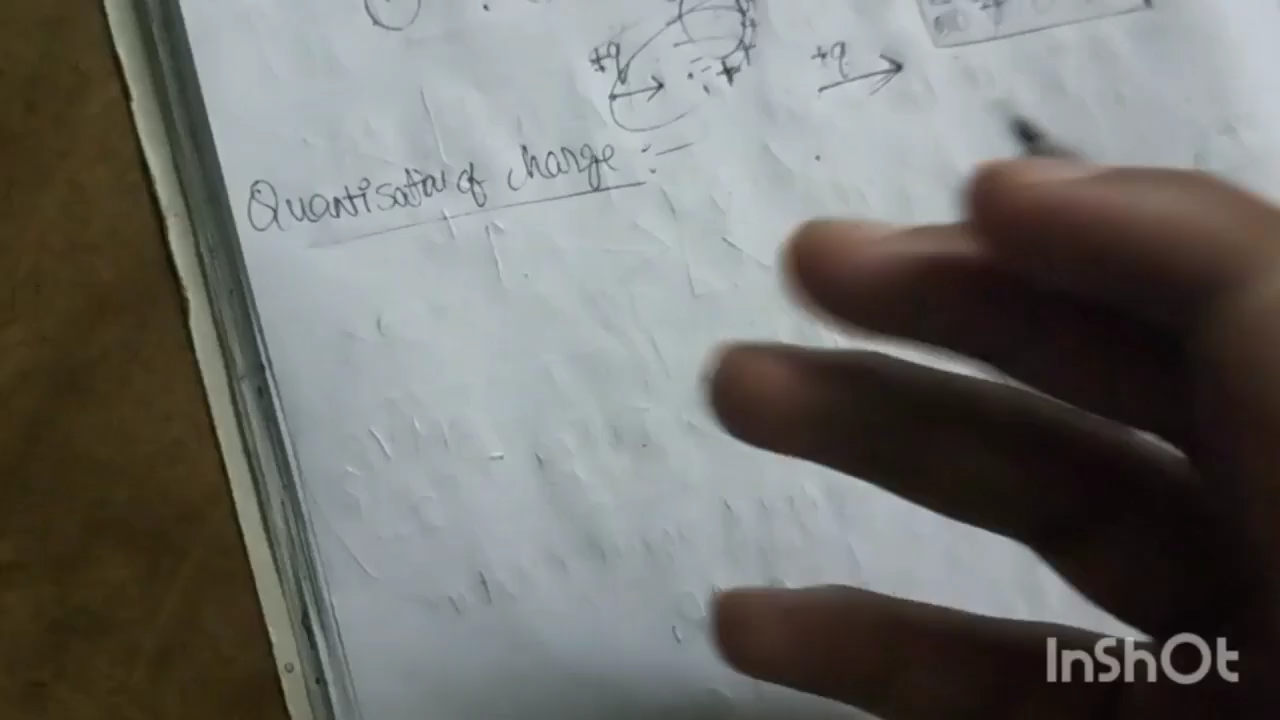 +q
+q
Quantisation of charge :-
InShOt